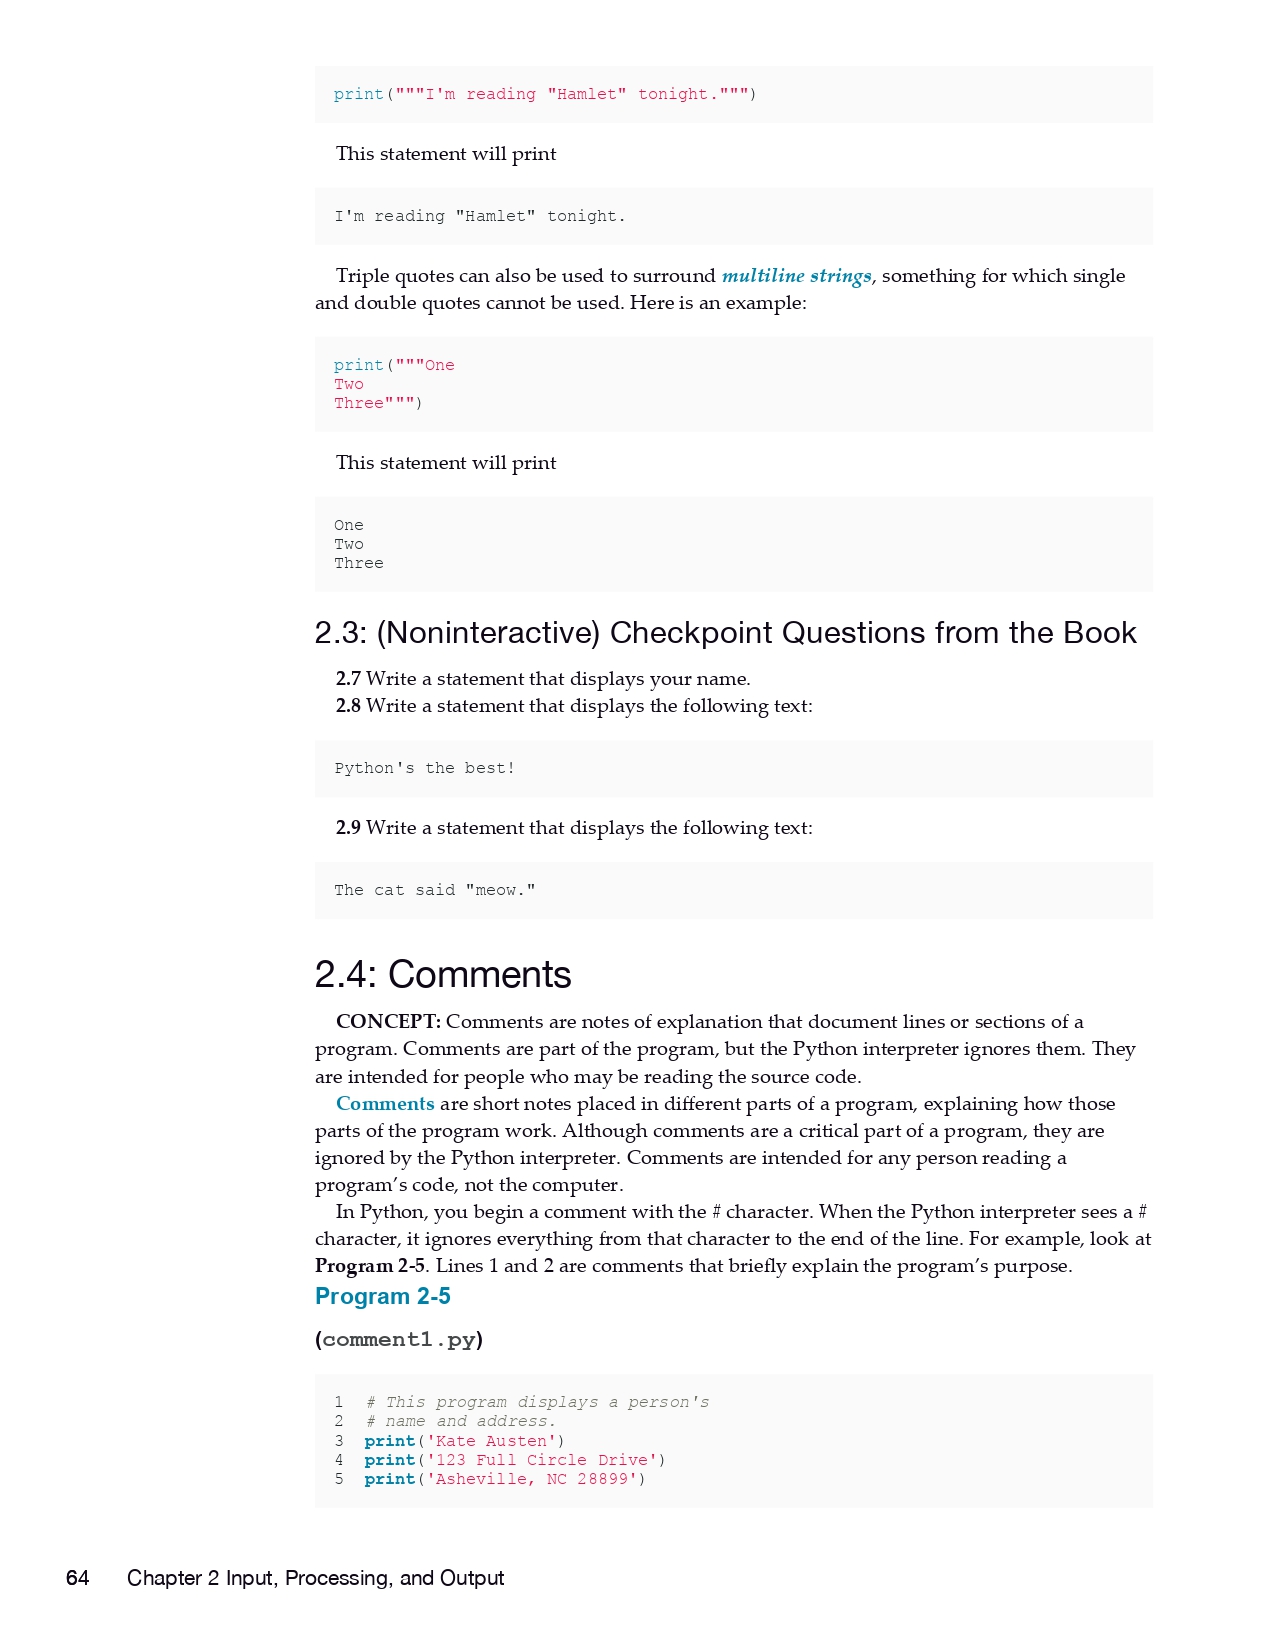 print("""I'm reading "Hamlet" tonight.""")
This statement will print
I'm reading "Hamlet" tonight.
Triple quotes can also be used to surround multiline strings, something for which single
and double quotes cannot be used. Here is an example:
print("""One
Two
Three""")
This statement will print
One
Two
Three
2.3: (Noninteractive) Checkpoint Questions from the Book
2.7 Write a statement that displays your name.
2.8 Write a statement that displays the following text:
Python's the best!
2.9 Write a statement that displays the following text:
The cat said "meow."
2.4: Comments
CONCEPT: Comments are notes of explanation that document lines or sections of a
program. Comments are part of the program, but the Python interpreter ignores them. They
are intended for people who may be reading the source code.
Comments are short notes placed in different parts of a program, explaining how those
parts of the program work. Although comments are a critical part of a program, they are
ignored by the Python interpreter. Comments are intended for any person reading a
program’s code, not the computer.
In Python, you begin a comment with the # character. When the Python interpreter sees a #
character, it ignores everything from that character to the end of the line. For example, look at
Program 2-5. Lines 1 and 2 are comments that briefly explain the program’s purpose.
Program 2-5
(comment1.py)
1 # This program displays a person's
2 # name and address.
3 print('Kate Austen')
4 print('123 Full Circle Drive')
5 print('Asheville, NC 28899')
64 Chapter 2 Input, Processing, and Output